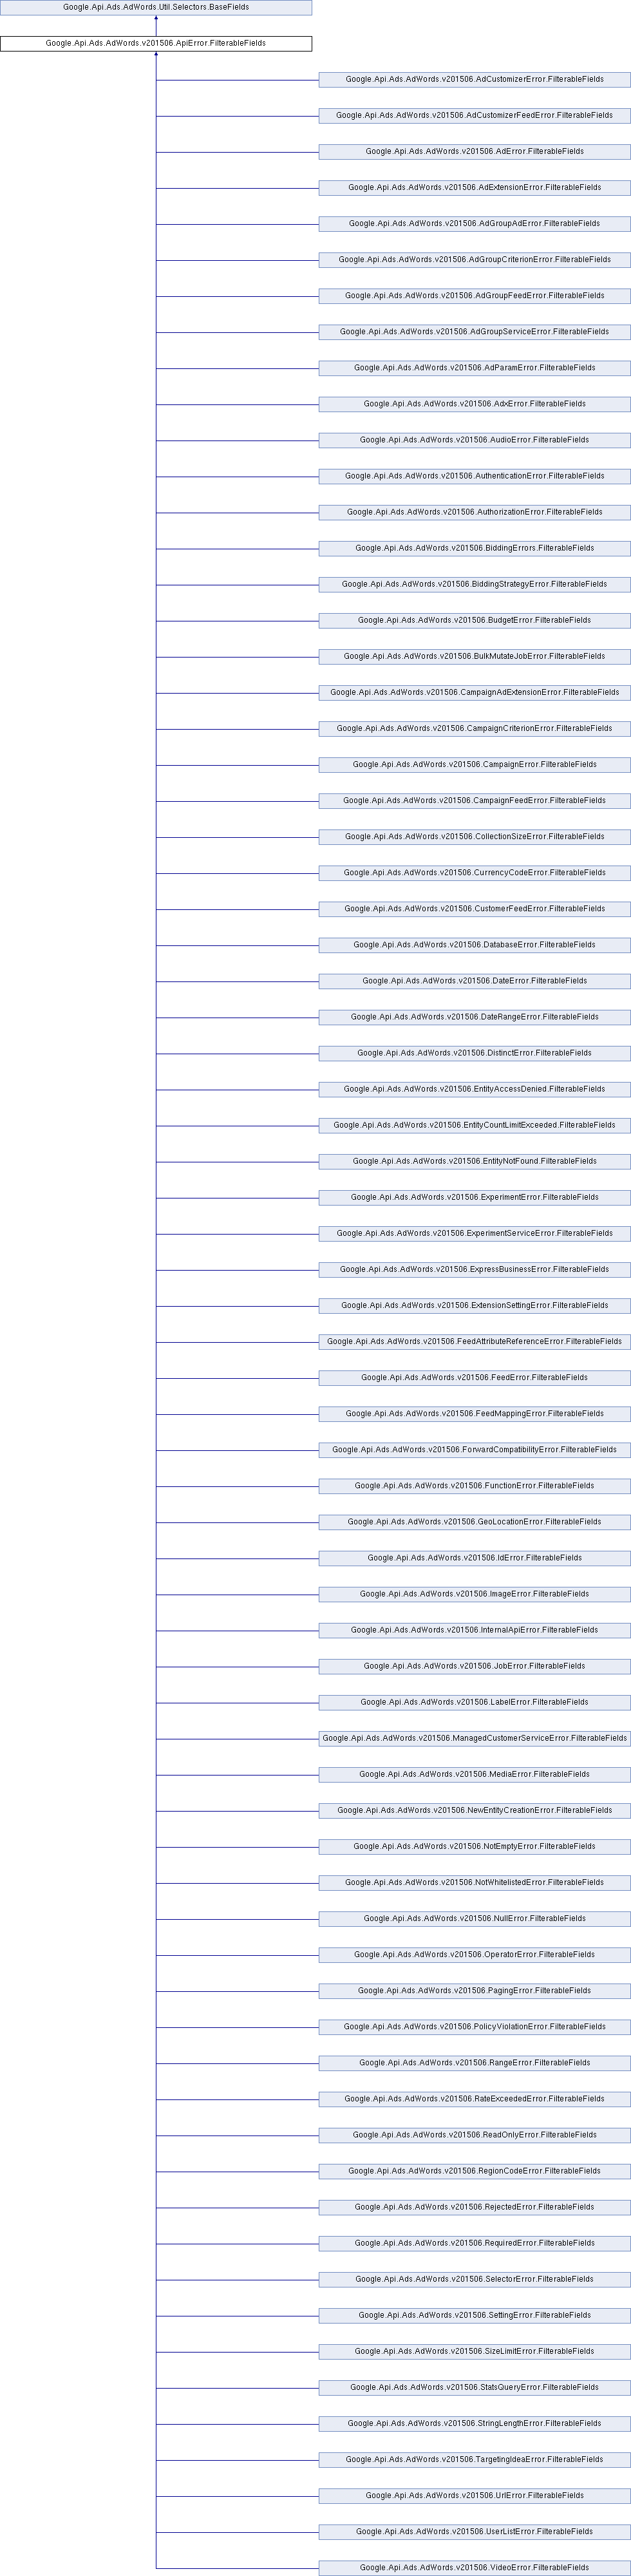 Google.Api.Ads.AdWords.Util.Selectors.BaseFields
Google.Api.Ads.AdWords.v201506.ApiError.FilterableFields
Google.Api.Ads.AdWords.v201506.AdCustomizerError.FilterableFields
Google.Api.Ads.AdWords.v201506.AdCustomizerFeedError.FilterableFields
Google.Api.Ads.AdWords.v201506.AdError.FilterableFields
Google.Api.Ads.AdWords.v201506.AdExtensionError.FilterableFields
Google.Api.Ads.AdWords.v201506.AdGroupAdError.FilterableFields
Google.Api.Ads.AdWords.v201506.AdGroupCriterionError.FilterableFields
Google.Api.Ads.AdWords.v201506.AdGroupFeedError.FilterableFields
Google.Api.Ads.AdWords.v201506.AdGroupServiceError.FilterableFields
Google.Api.Ads.AdWords.v201506.AdParamError.FilterableFields
Google.Api.Ads.AdWords.v201506.AdxError.FilterableFields
Google.Api.Ads.AdWords.v201506.AudioError.FilterableFields
Google.Api.Ads.AdWords.v201506.AuthenticationError.FilterableFields
Google.Api.Ads.AdWords.v201506.AuthorizationError.FilterableFields
Google.Api.Ads.AdWords.v201506.BiddingErrors.FilterableFields
Google.Api.Ads.AdWords.v201506.BiddingStrategyError.FilterableFields
Google.Api.Ads.AdWords.v201506.BudgetError.FilterableFields
Google.Api.Ads.AdWords.v201506.BulkMutateJobError.FilterableFields
Google.Api.Ads.AdWords.v201506.CampaignAdExtensionError.FilterableFields
Google.Api.Ads.AdWords.v201506.CampaignCriterionError.FilterableFields
Google.Api.Ads.AdWords.v201506.CampaignError.FilterableFields
Google.Api.Ads.AdWords.v201506.CampaignFeedError.FilterableFields
Google.Api.Ads.AdWords.v201506.CollectionSizeError.FilterableFields
Google.Api.Ads.AdWords.v201506.CurrencyCodeError.FilterableFields
Google.Api.Ads.AdWords.v201506.CustomerFeedError.FilterableFields
Google.Api.Ads.AdWords.v201506.DatabaseError.FilterableFields
Google.Api.Ads.AdWords.v201506.DateError.FilterableFields
Google.Api.Ads.AdWords.v201506.DateRangeError.FilterableFields
Google.Api.Ads.AdWords.v201506.DistinctError.FilterableFields
Google.Api.Ads.AdWords.v201506.EntityAccessDenied.FilterableFields
Google.Api.Ads.AdWords.v201506.EntityCountLimitExceeded.FilterableFields
Google.Api.Ads.AdWords.v201506.EntityNotFound.FilterableFields
Google.Api.Ads.AdWords.v201506.ExperimentError.FilterableFields
Google.Api.Ads.AdWords.v201506.ExperimentServiceError.FilterableFields
Google.Api.Ads.AdWords.v201506.ExpressBusinessError.FilterableFields
Google.Api.Ads.AdWords.v201506.ExtensionSettingError.FilterableFields
Google.Api.Ads.AdWords.v201506.FeedAttributeReferenceError.FilterableFields
Google.Api.Ads.AdWords.v201506.FeedError.FilterableFields
Google.Api.Ads.AdWords.v201506.FeedMappingError.FilterableFields
Google.Api.Ads.AdWords.v201506.ForwardCompatibilityError.FilterableFields
Google.Api.Ads.AdWords.v201506.FunctionError.FilterableFields
Google.Api.Ads.AdWords.v201506.GeoLocationError.FilterableFields
Google.Api.Ads.AdWords.v201506.IdError.FilterableFields
Google.Api.Ads.AdWords.v201506.ImageError.FilterableFields
Google.Api.Ads.AdWords.v201506.InternalApiError.FilterableFields
Google.Api.Ads.AdWords.v201506.JobError.FilterableFields
Google.Api.Ads.AdWords.v201506.LabelError.FilterableFields
Google.Api.Ads.AdWords.v201506.ManagedCustomerServiceError.FilterableFields
Google.Api.Ads.AdWords.v201506.MediaError.FilterableFields
Google.Api.Ads.AdWords.v201506.NewEntityCreationError.FilterableFields
Google.Api.Ads.AdWords.v201506.NotEmptyError.FilterableFields
Google.Api.Ads.AdWords.v201506.NotWhitelistedError.FilterableFields
Google.Api.Ads.AdWords.v201506.NullError.FilterableFields
Google.Api.Ads.AdWords.v201506.OperatorError.FilterableFields
Google.Api.Ads.AdWords.v201506.PagingError.FilterableFields
Google.Api.Ads.AdWords.v201506.PolicyViolationError.FilterableFields
Google.Api.Ads.AdWords.v201506.RangeError.FilterableFields
Google.Api.Ads.AdWords.v201506.RateExceededError.FilterableFields
Google.Api.Ads.AdWords.v201506.ReadOnlyError.FilterableFields
Google.Api.Ads.AdWords.v201506.RegionCodeError.FilterableFields
Google.Api.Ads.AdWords.v201506.RejectedError.FilterableFields
Google.Api.Ads.AdWords.v201506.RequiredError.FilterableFields
Google.Api.Ads.AdWords.v201506.SelectorError.FilterableFields
Google.Api.Ads.AdWords.v201506.SettingError.FilterableFields
Google.Api.Ads.AdWords.v201506.SizeLimitError.FilterableFields
Google.Api.Ads.AdWords.v201506.StatsQueryError.FilterableFields
Google.Api.Ads.AdWords.v201506.StringLengthError.FilterableFields
Google.Api.Ads.AdWords.v201506.TargetingIdeaError.FilterableFields
Google.Api.Ads.AdWords.v201506.UrlError.FilterableFields
Google.Api.Ads.AdWords.v201506.UserListError.FilterableFields
Google.Api.Ads.AdWords.v201506.VideoError.FilterableFields